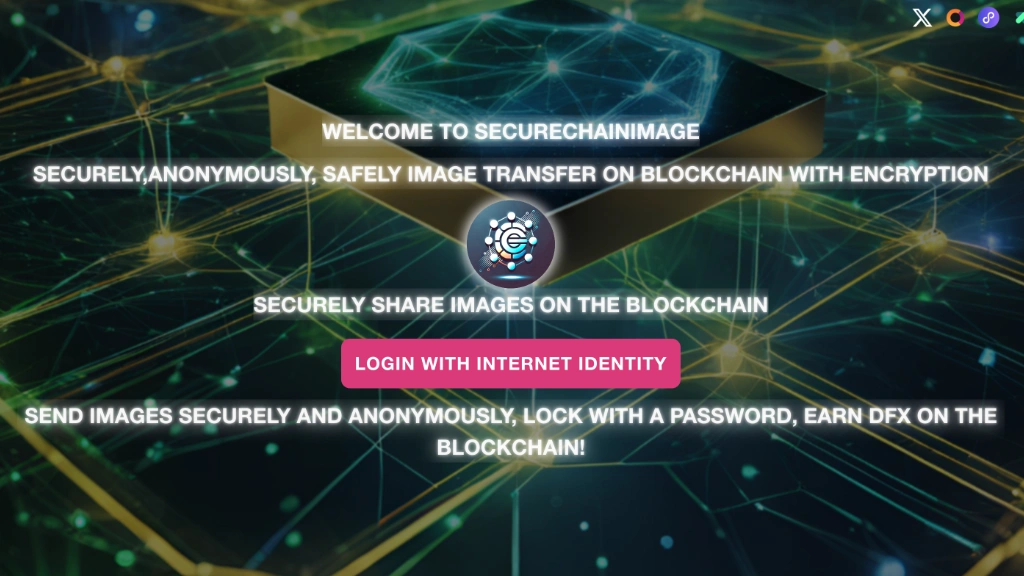 WELCOME TO SECURECHAINIMAGE
SECURELY,ANONYMOUSLY, SAFELY IMAGE TRANSFER ON BLOCKCHAIN WITH ENCRYPTION
SECURELY SHARE IMAGES ON THE BLOCKCHAIN
LOGIN WITH INTERNET IDENTITY
SEND IMAGES SECURELY AND ANONYMOUSLY, LOCK WITH A PASSWORD, EARN DFX ON THE
BLOCKCHAIN!